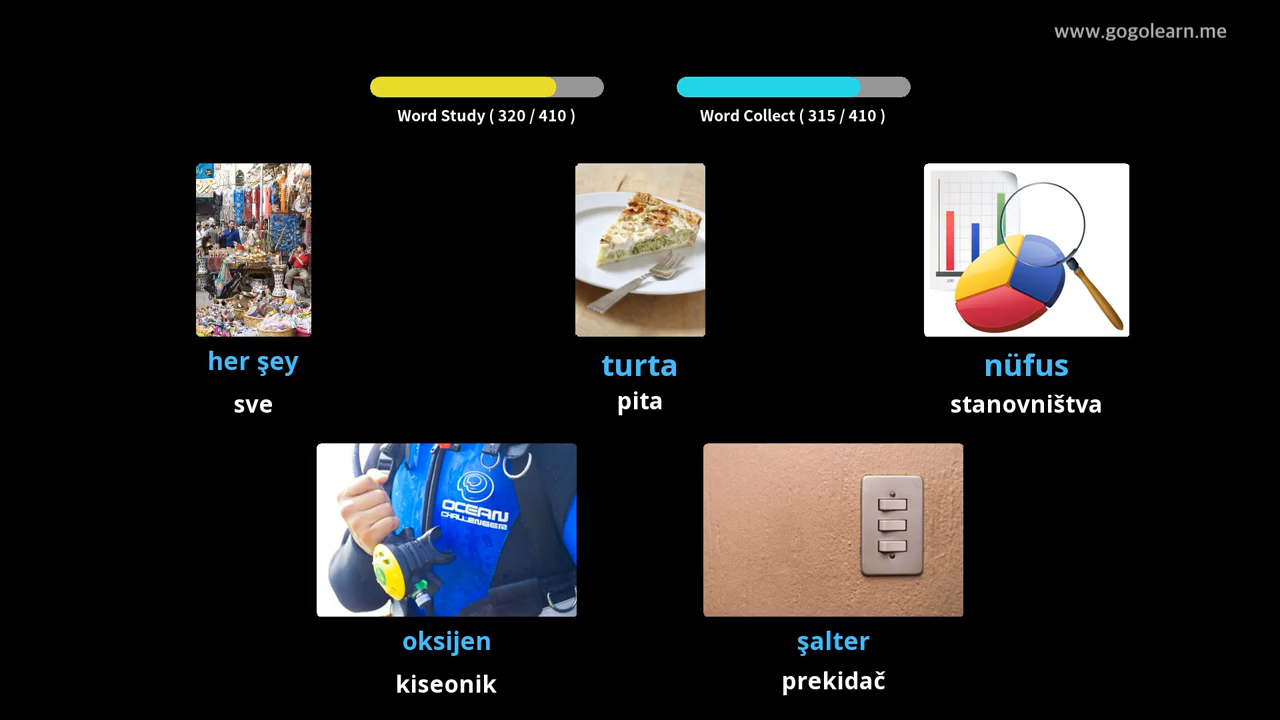 www.gogolearn.me
Word Study ( 320 / 410 )
Word Collect ( 315 / 410 )
her şey
sve
turta
pita
nüfus
stanovništva
OCEAN
CHALLENGER
oksijen
kiseonik
şalter
prekidač